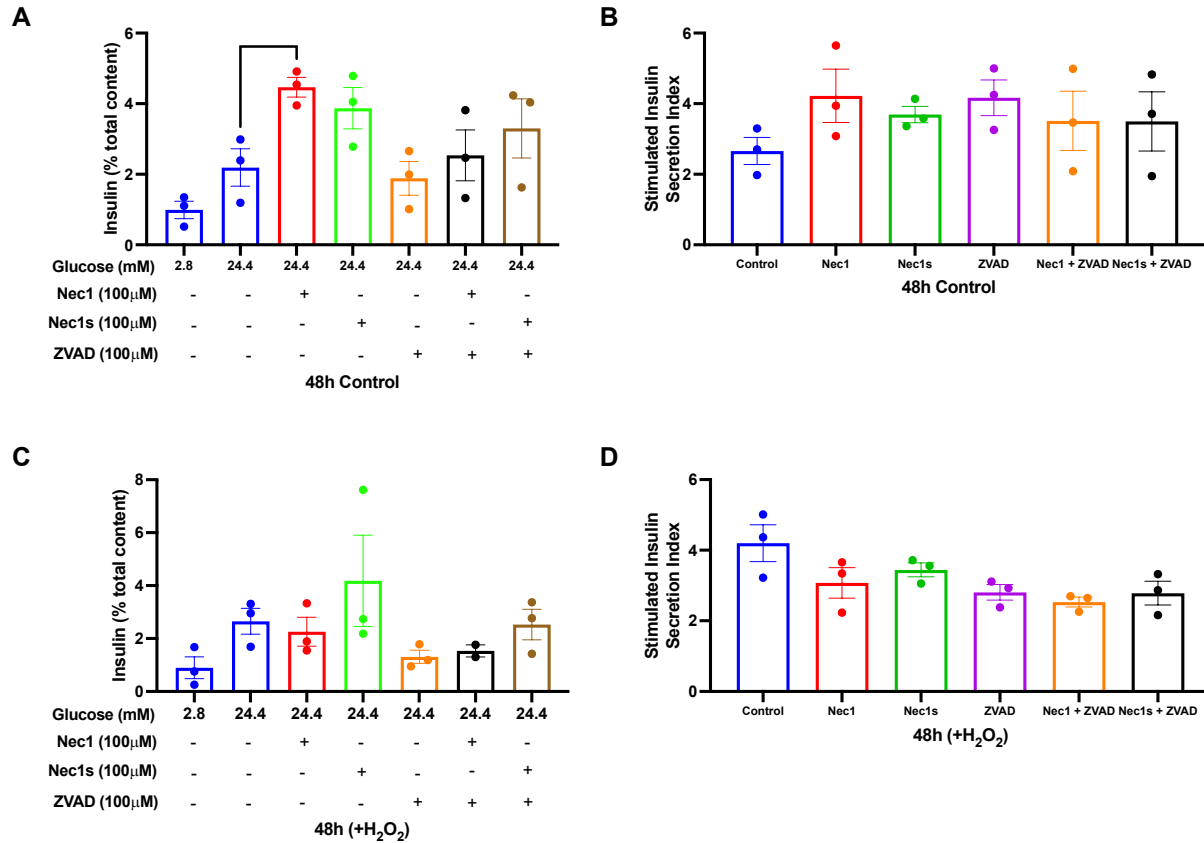 A
Insulin (% total content)
6
4
2
0
Glucose (mM) 2.8 24.4 24.4 24.4 24.4 24.4 24.4
Nec1 (100μM) - - + - - + -
Nec1s (100μM) - - - + - - +
ZVAD (100μM) - - - - + + +
48h Control
B
Stimulated Insulin
Secretion Index
6
4
2
0
Control Nec1 Nec1s ZVAD Nec1 + ZVAD Nec1s + ZVAD
48h Control
C
Insulin (% total content)
8
6
4
2
0
Glucose (mM) 2.8 24.4 24.4 24.4 24.4 24.4 24.4
Nec1 (100μM) - - + - - + -
Nec1s (100μM) - - - + - - +
ZVAD (100μM) - - - - + + +
48h (+H₂O₂)
D
Stimulated Insulin
Secretion Index
6
4
2
0
Control Nec1 Nec1s ZVAD Nec1 + ZVAD Nec1s + ZVAD
48h (+H₂O₂)